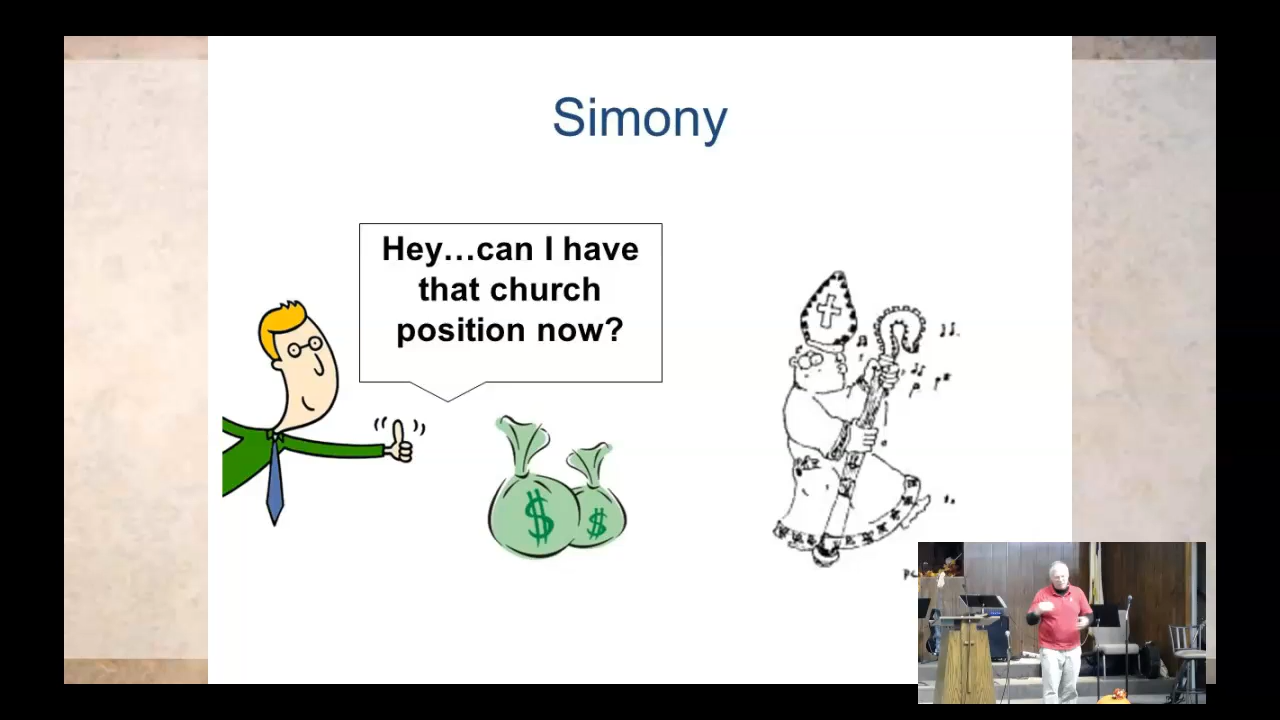 Simony
Hey…can I have
that church
position now?
$
$